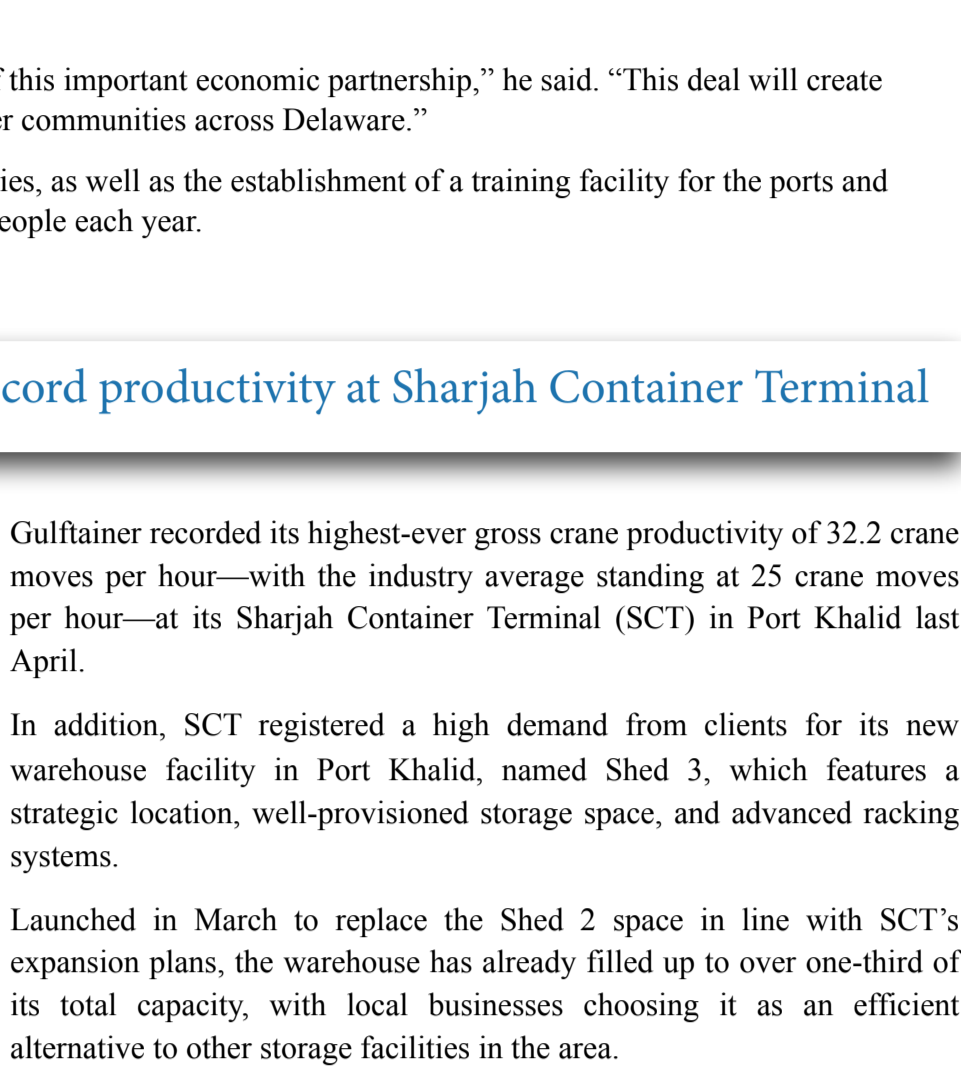 this important economic partnership,” he said. “This deal will create
communities across Delaware.”
as well as the establishment of a training facility for the ports and
each year.
productivity at Sharjah Container Terminal
Gulftainer recorded its highest-ever gross crane productivity of 32.2 crane
moves per hour—with the industry average standing at 25 crane moves
per hour—at its Sharjah Container Terminal (SCT) in Port Khalid last
April.
In addition, SCT registered a high demand from clients for its new
warehouse facility in Port Khalid, named Shed 3, which features a
strategic location, well-provisioned storage space, and advanced racking
systems.
Launched in March to replace the Shed 2 space in line with SCT’s
expansion plans, the warehouse has already filled up to over one-third of
its total capacity, with local businesses choosing it as an efficient
alternative to other storage facilities in the area.